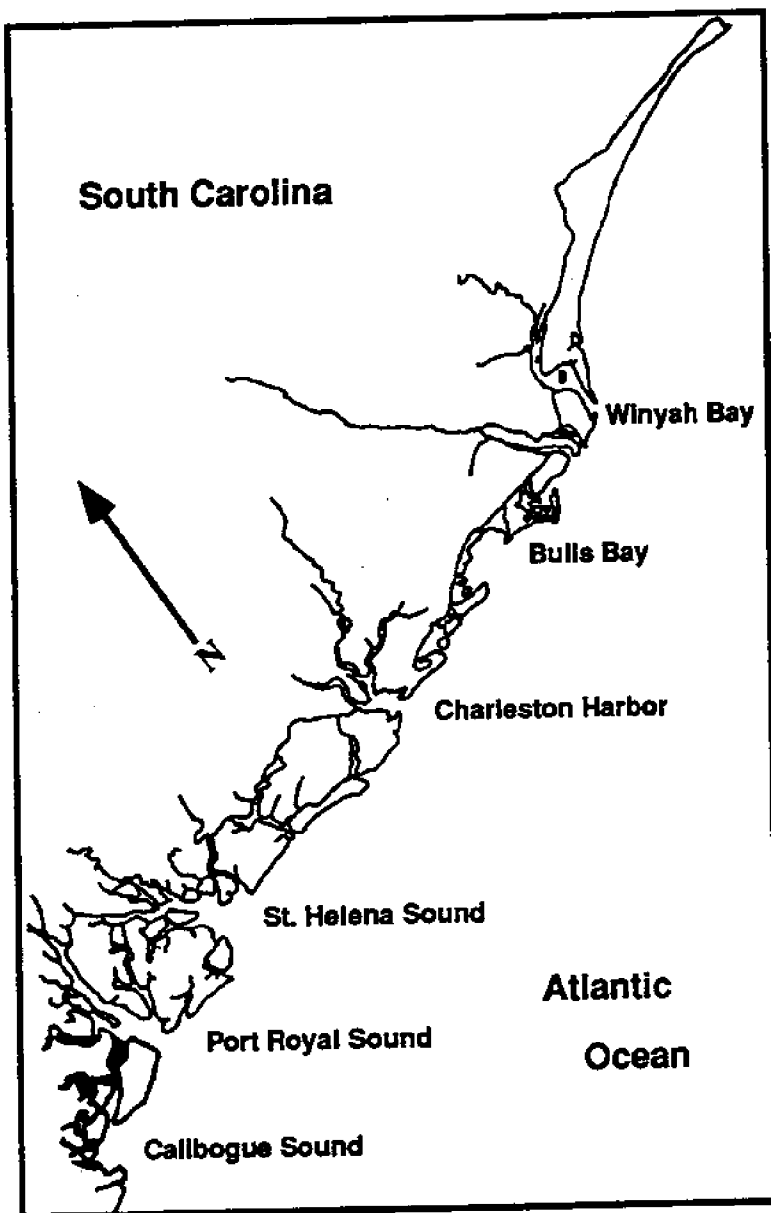 South Carolina
Winyah Bay
Bulls Bay
N
Charleston Harbor
St. Helena Sound
Atlantic
Ocean
Port Royal Sound
Calibogue Sound